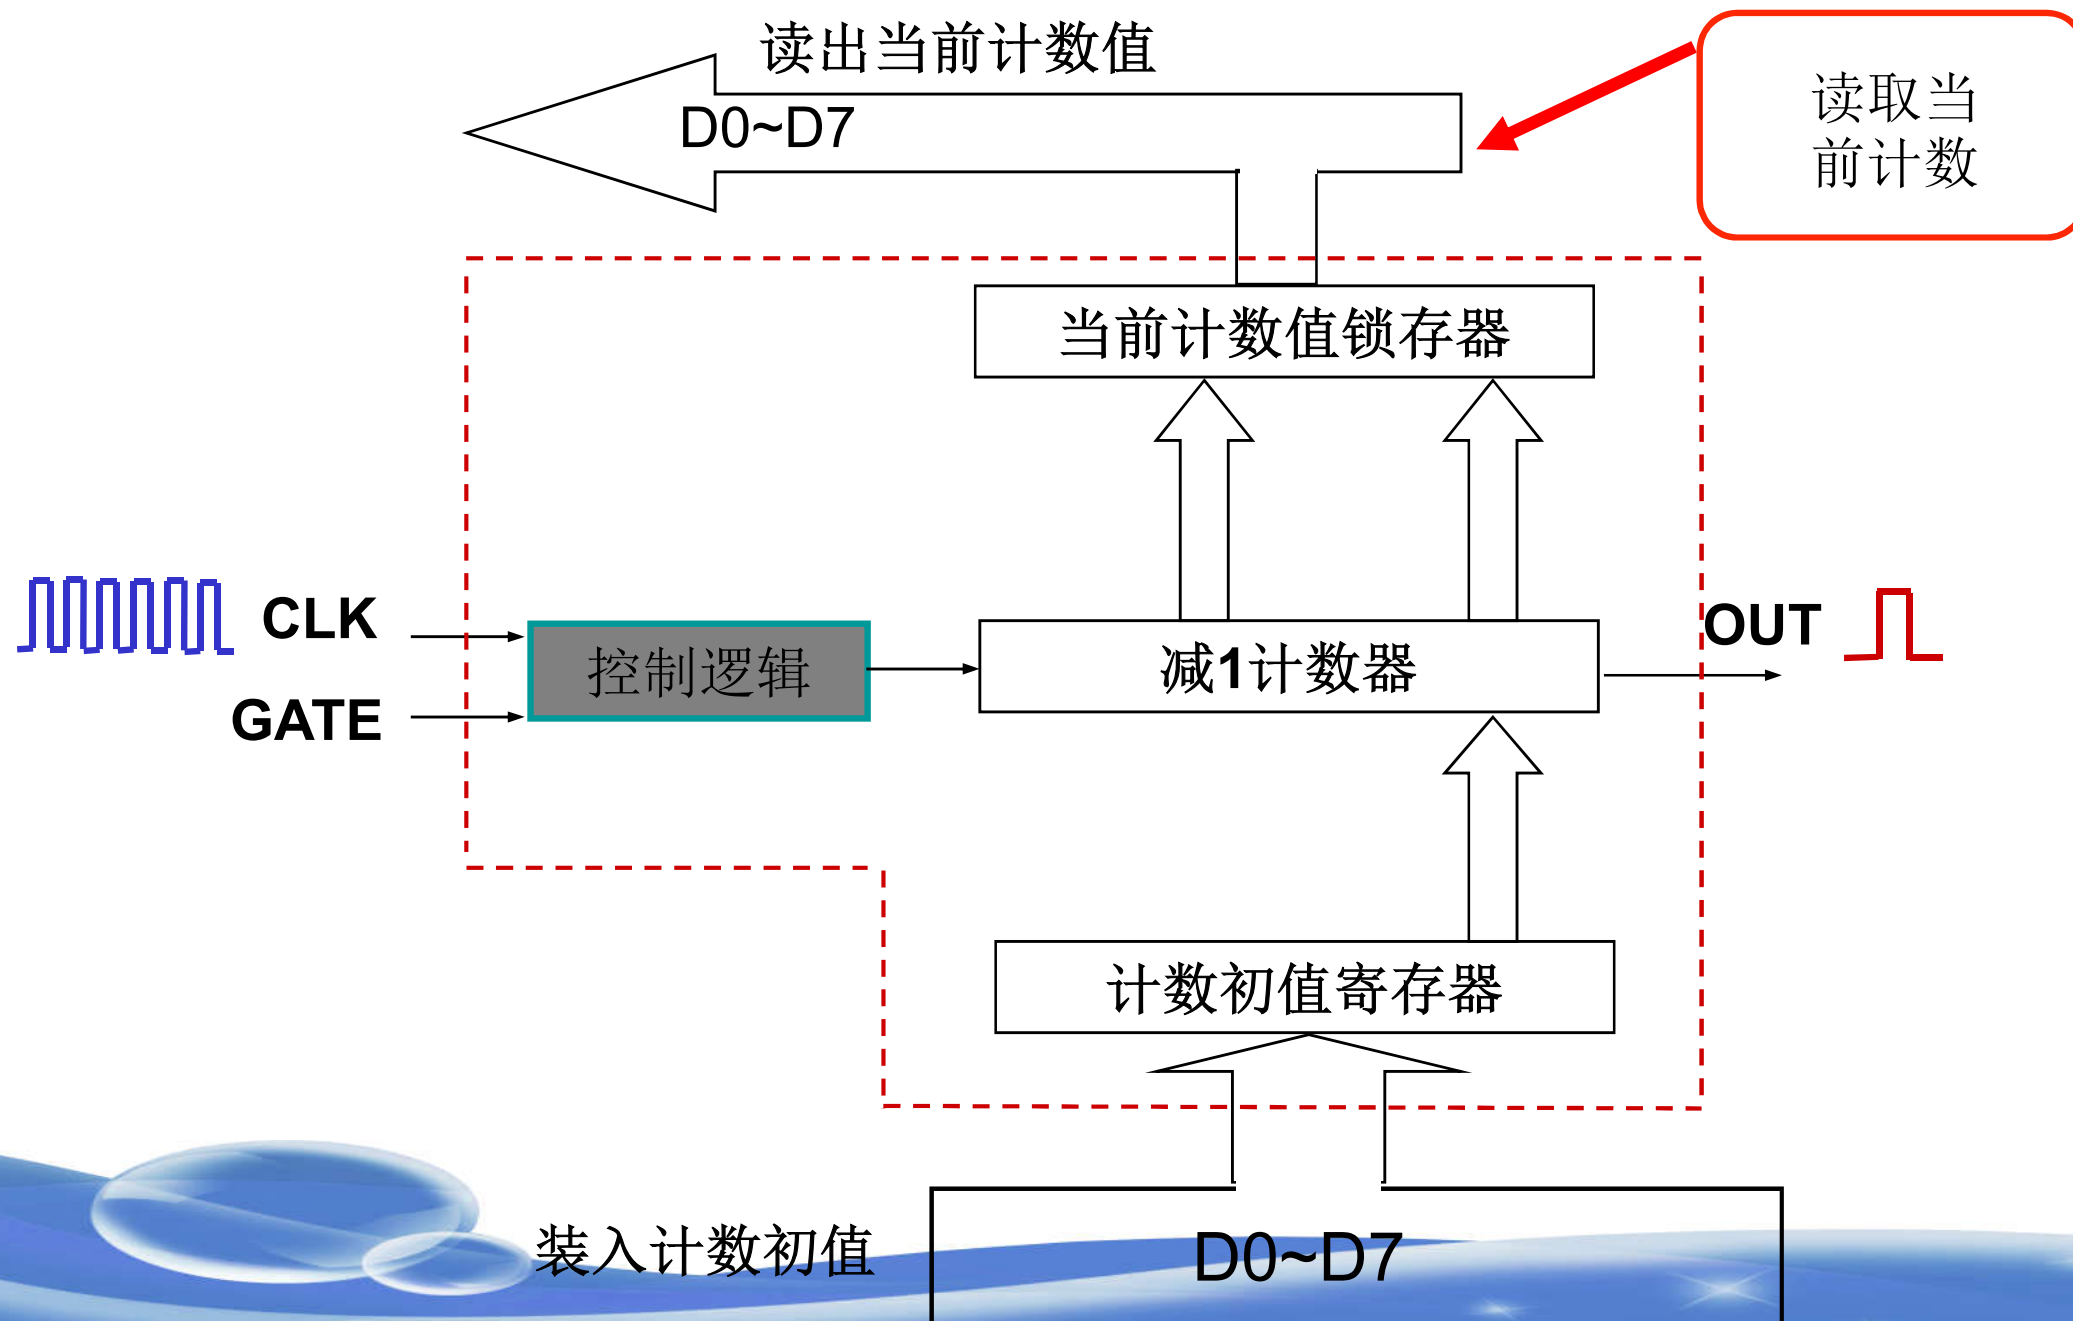 读出当前计数值
D0~D7
读取当
前计数
当前计数值锁存器
CLK
GATE
控制逻辑
减1计数器
OUT
计数初值寄存器
装入计数初值
D0~D7